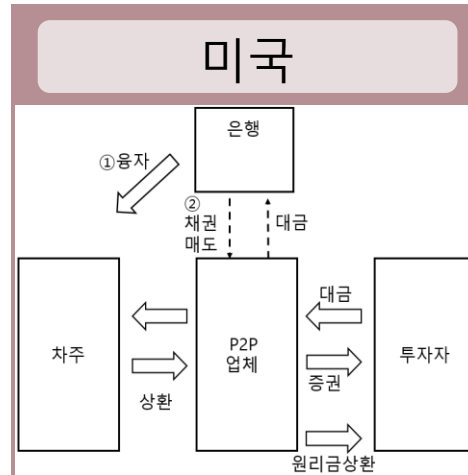 미국
은행
①융자
②
채권
매도
대금
차주
상환
P2P
업체
대금
증권
원리금상환
투자자